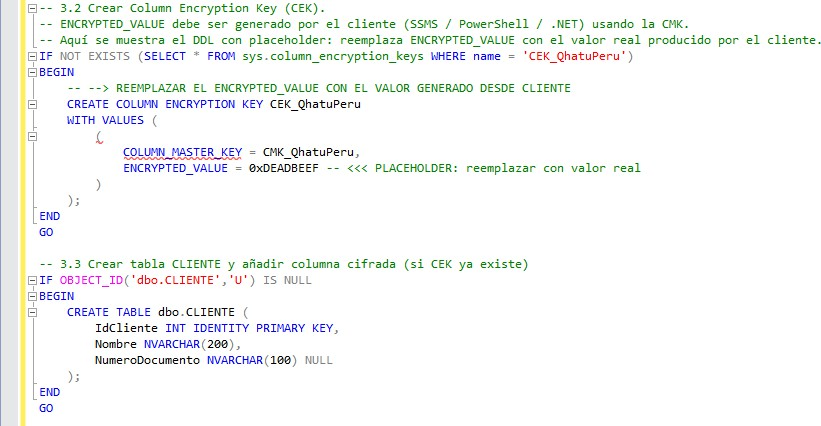 -- 3.2 Crear Column Encryption Key (CEK).
-- ENCRYPTED_VALUE debe ser generado por el cliente (SSMS / PowerShell / .NET) usando la CMK.
-- Aquí se muestra el DDL con placeholder: reemplaza ENCRYPTED_VALUE con el valor real producido por el cliente.
IF NOT EXISTS (SELECT * FROM sys.column_encryption_keys WHERE name = 'CEK_QhatuPeru')
BEGIN
-- --> REEMPLAZAR EL ENCRYPTED_VALUE CON EL VALOR GENERADO DESDE CLIENTE
CREATE COLUMN ENCRYPTION KEY CEK_QhatuPeru
WITH VALUES (
(
COLUMN_MASTER_KEY = CMK_QhatuPeru,
ENCRYPTED_VALUE = 0xDEADBEEF -- <<< PLACEHOLDER: reemplazar con valor real
)
);
END
GO
-- 3.3 Crear tabla CLIENTE y añadir columna cifrada (si CEK ya existe)
IF OBJECT_ID('dbo.CLIENTE','U') IS NULL
BEGIN
CREATE TABLE dbo.CLIENTE (
IdCliente INT IDENTITY PRIMARY KEY,
Nombre NVARCHAR(200),
NumeroDocumento NVARCHAR(100) NULL
);
END
GO